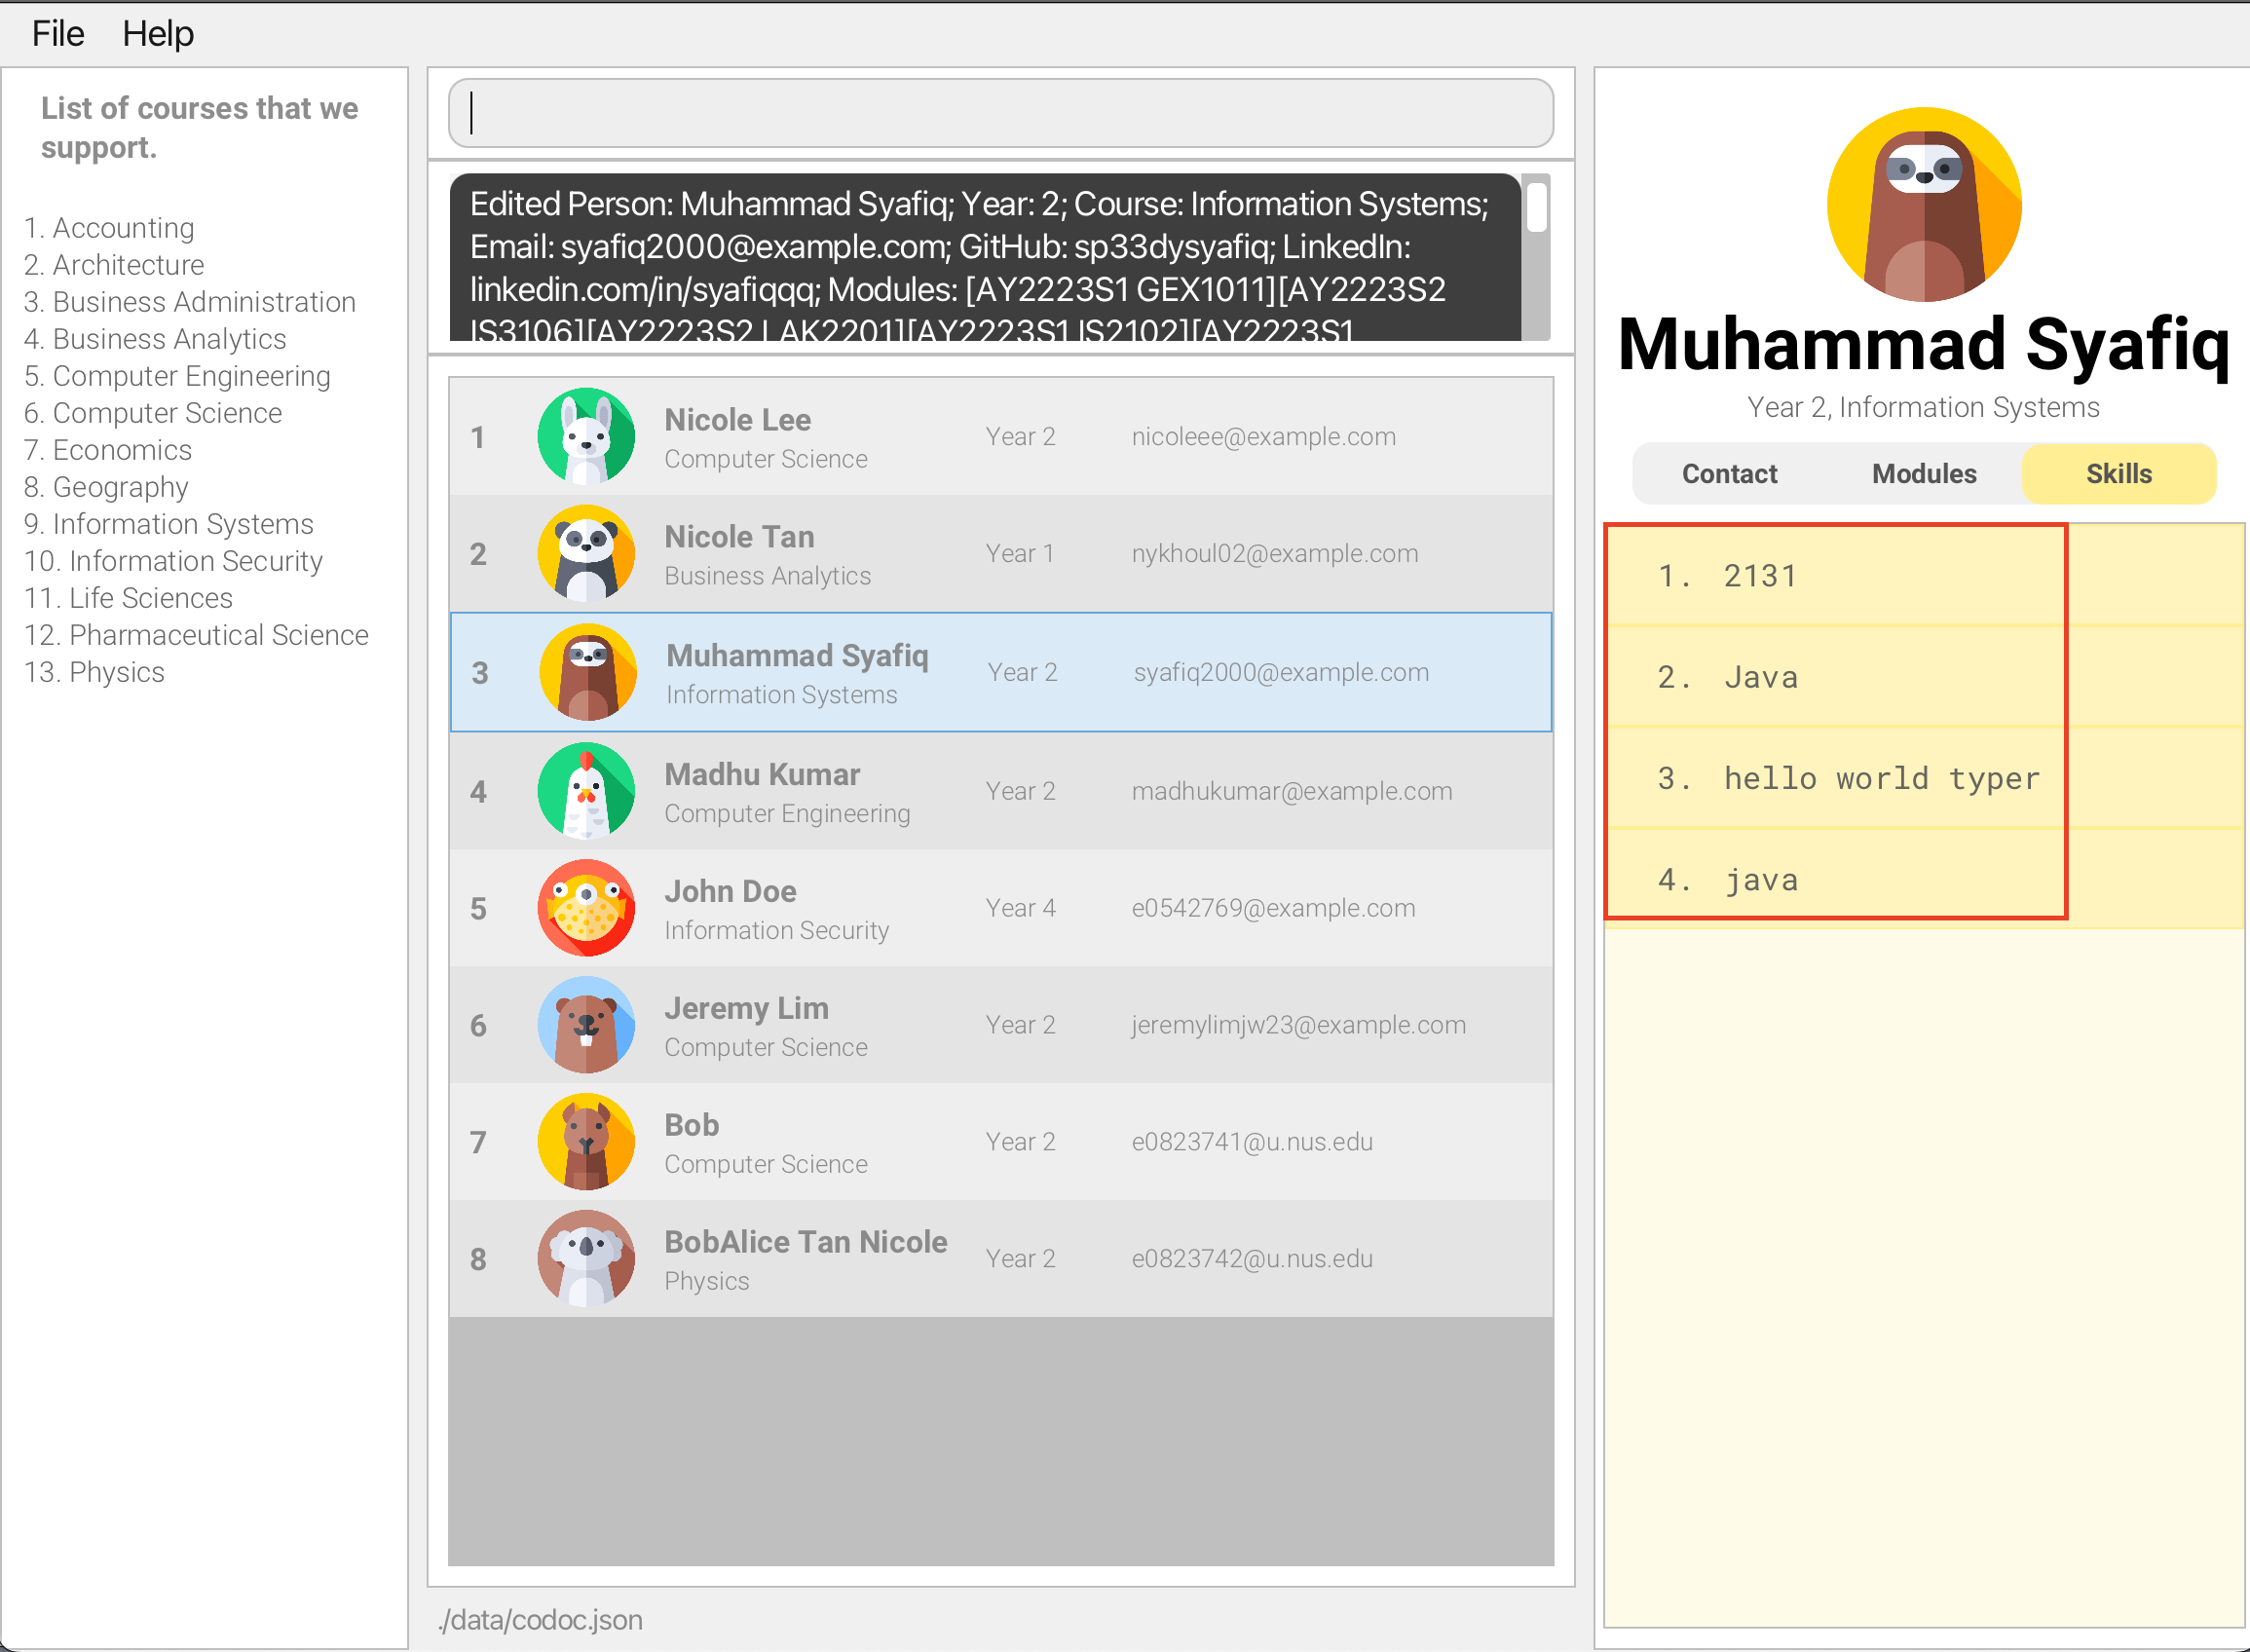 File Help
List of courses that we
support.
1. Accounting
2. Architecture
3. Business Administration
4. Business Analytics
5. Computer Engineering
6. Computer Science
7. Economics
8. Geography
9. Information Systems
10. Information Security
11. Life Sciences
12. Pharmaceutical Science
13. Physics
Edited Person: Muhammad Syafiq; Year: 2; Course: Information Systems;
Email: syafiq2000@example.com; GitHub: sp33dysyafiq; LinkedIn:
linkedin.com/in/syafiqqq; Modules: [AY2223S1 GEX1011][AY2223S2
IS3106][AY2223S2 LAK2201][AY2223S1 IS2102][AY2223S1
1 Nicole Lee Year 2 nicoleee@example.com
Computer Science
2 Nicole Tan Year 1 nykhoul02@example.com
Business Analytics
3 Muhammad Syafiq Year 2 syafiq2000@example.com
Information Systems
4 Madhu Kumar Year 2 madhukumar@example.com
Computer Engineering
5 John Doe Year 4 e0542769@example.com
Information Security
6 Jeremy Lim Year 2 jeremylimjw23@example.com
Computer Science
7 Bob Year 2 e0823741@u.nus.edu
Computer Science
8 BobAlice Tan Nicole Year 2 e0823742@u.nus.edu
Physics
./data/codoc.json
Muhammad Syafiq
Year 2, Information Systems
Contact Modules Skills
1. 2131
2. Java
3. hello world typer
4. java